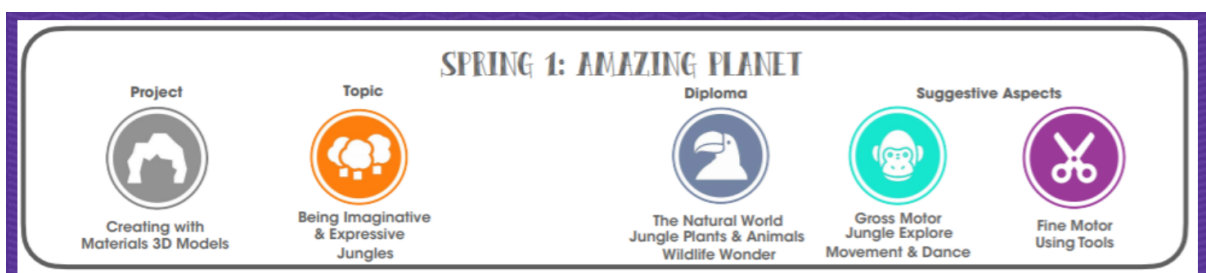 SPRING 1: AMAZING PLANET
Project
Topic
Diploma
Suggestive Aspects
Creating with
Materials 3D Models
Being Imaginative
& Expressive
Jungles
The Natural World
Jungle Plants & Animals
Wildlife Wonder
Gross Motor
Jungle Explore
Movement & Dance
Fine Motor
Using Tools